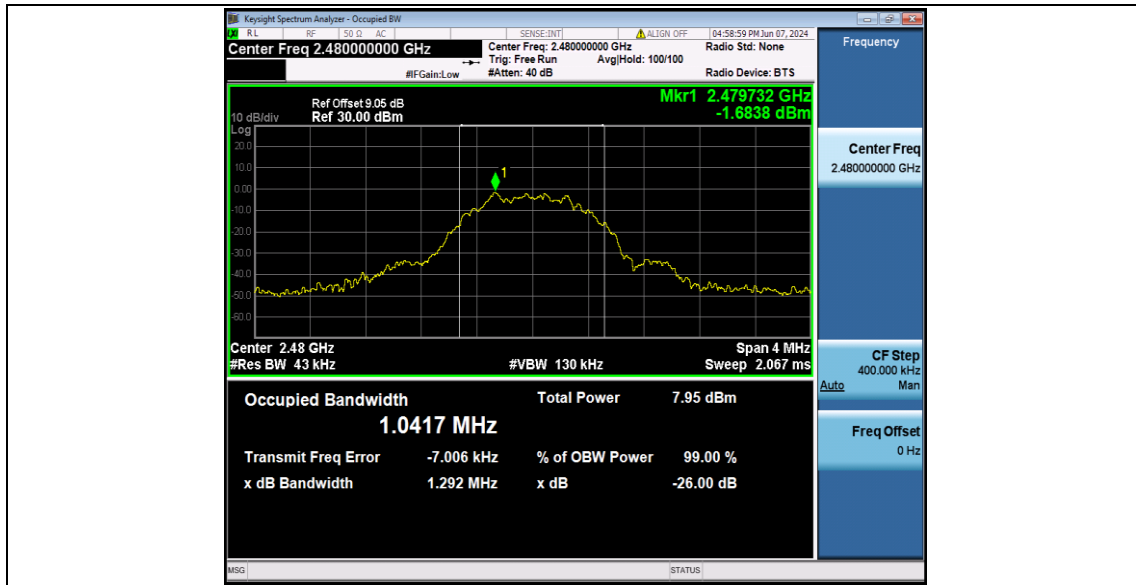 Keysight Spectrum Analyzer - Occupied BW
RL RF 50 Ω AC SENSE:INT ALIGN OFF 04:58:59 PM Jun 07, 2024
Center Freq 2.480000000 GHz Center Freq: 2.480000000 GHz Radio Std: None
Trig: Free Run Avg|Hold: 100/100
#IFGain:Low #Atten: 40 dB Radio Device: BTS
Frequency
Mkr1 2.479732 GHz
-1.6838 dBm
Ref Offset 9.05 dB
10 dB/div Ref 30.00 dBm
Log
20.0
10.0
0.00
-10.0
-20.0
-30.0
-40.0
-50.0
-60.0
1
Center 2.48 GHz Span 4 MHz
#Res BW 43 kHz #VBW 130 kHz Sweep 2.067 ms
Occupied Bandwidth Total Power 7.95 dBm
1.0417 MHz
Transmit Freq Error -7.006 kHz % of OBW Power 99.00 %
x dB Bandwidth 1.292 MHz x dB -26.00 dB
Center Freq
2.480000000 GHz
CF Step
400.000 kHz
Auto Man
Freq Offset
0 Hz
MSG STATUS